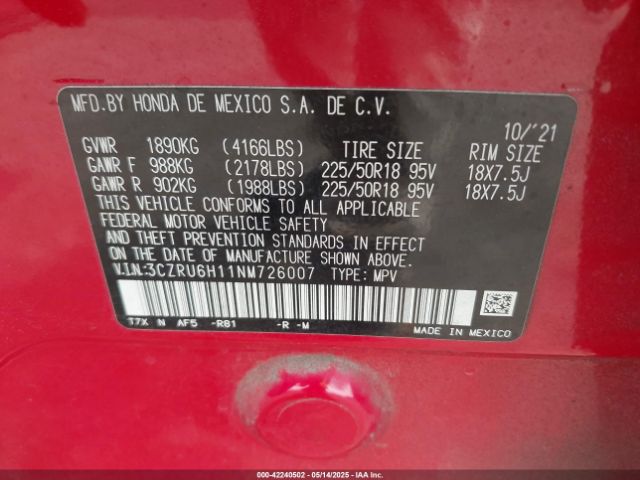 MFD.BY HONDA DE MEXICO S.A. DE C.V.
10/'21
GVWR 1890KG (4166LBS) TIRE SIZE RIM SIZE
GAWR F 988KG (2178LBS) 225/50R18 95V 18X7.5J
GAWR R 902KG (1988LBS) 225/50R18 95V 18X7.5J
THIS VEHICLE CONFORMS TO ALL APPLICABLE
FEDERAL MOTOR VEHICLE SAFETY
AND THEFT PREVENTION STANDARDS IN EFFECT
ON THE DATE OF MANUFACTURE SHOWN ABOVE.
V.I.N:3CZRU6H11NM726007 TYPE: MPV
T7X N AF5 -R81 -R -M
MADE IN MEXICO
000-42240502 - 05/14/2025 - IAAI, Inc.